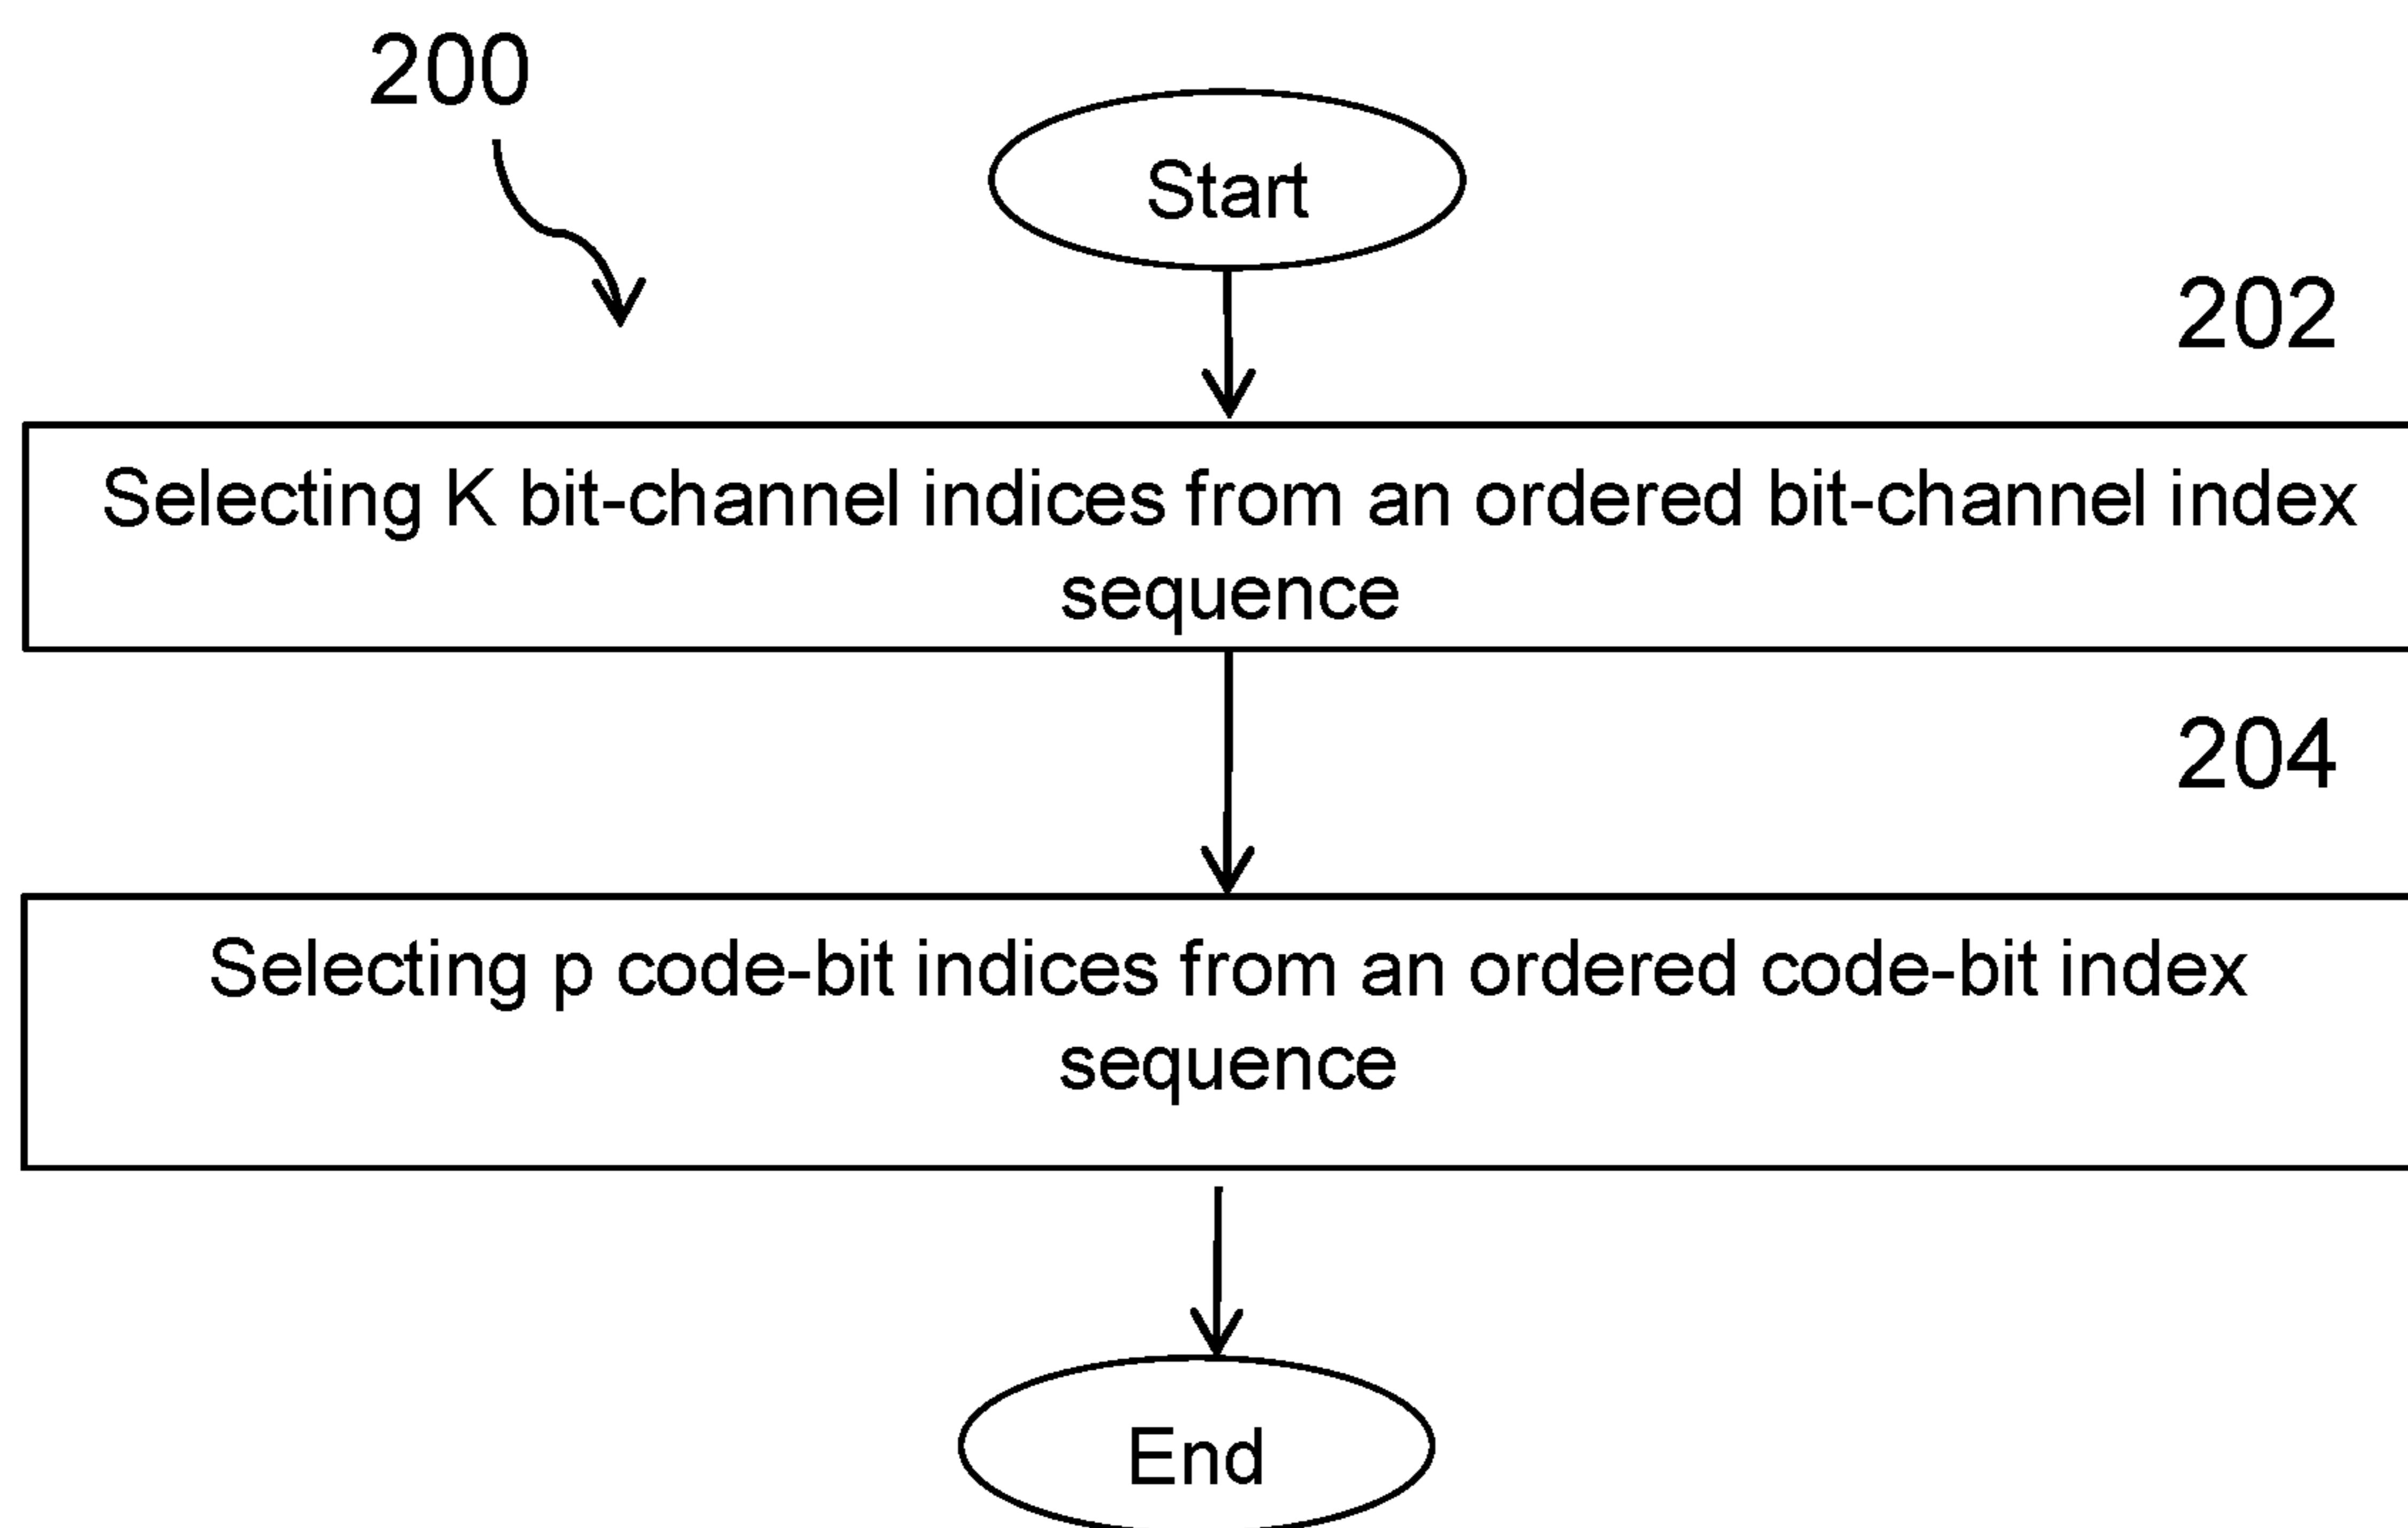 200
Start
202
Selecting K bit-channel indices from an ordered bit-channel index
sequence
204
Selecting p code-bit indices from an ordered code-bit index
sequence
End